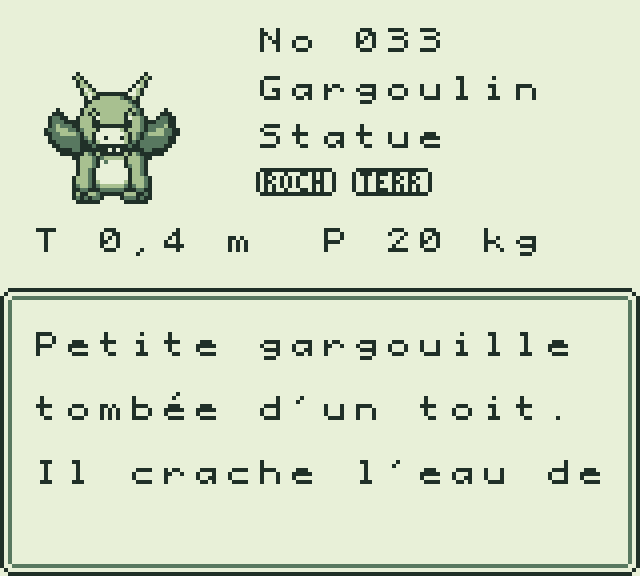 No 033
Gargoulin
Statue
ROCH TERR
T 0,4 m P 20 kg
Petite gargouille
tombée d'un toit.
Il crache l'eau de